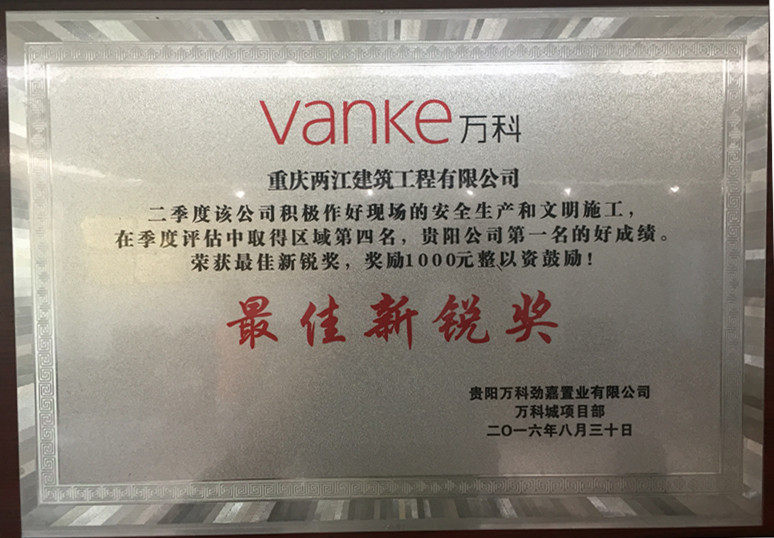 vanke 万科
重庆两江建筑工程有限公司
二季度该公司积极作好现场的安全生产和文明施工，
在季度评估中取得区域第四名，贵阳公司第一名的好成绩。
荣获最佳新锐奖，奖励1000元整以资鼓励！
最佳新锐奖
贵阳万科劲嘉置业有限公司
万科城项目部
二〇一六年八月三十日